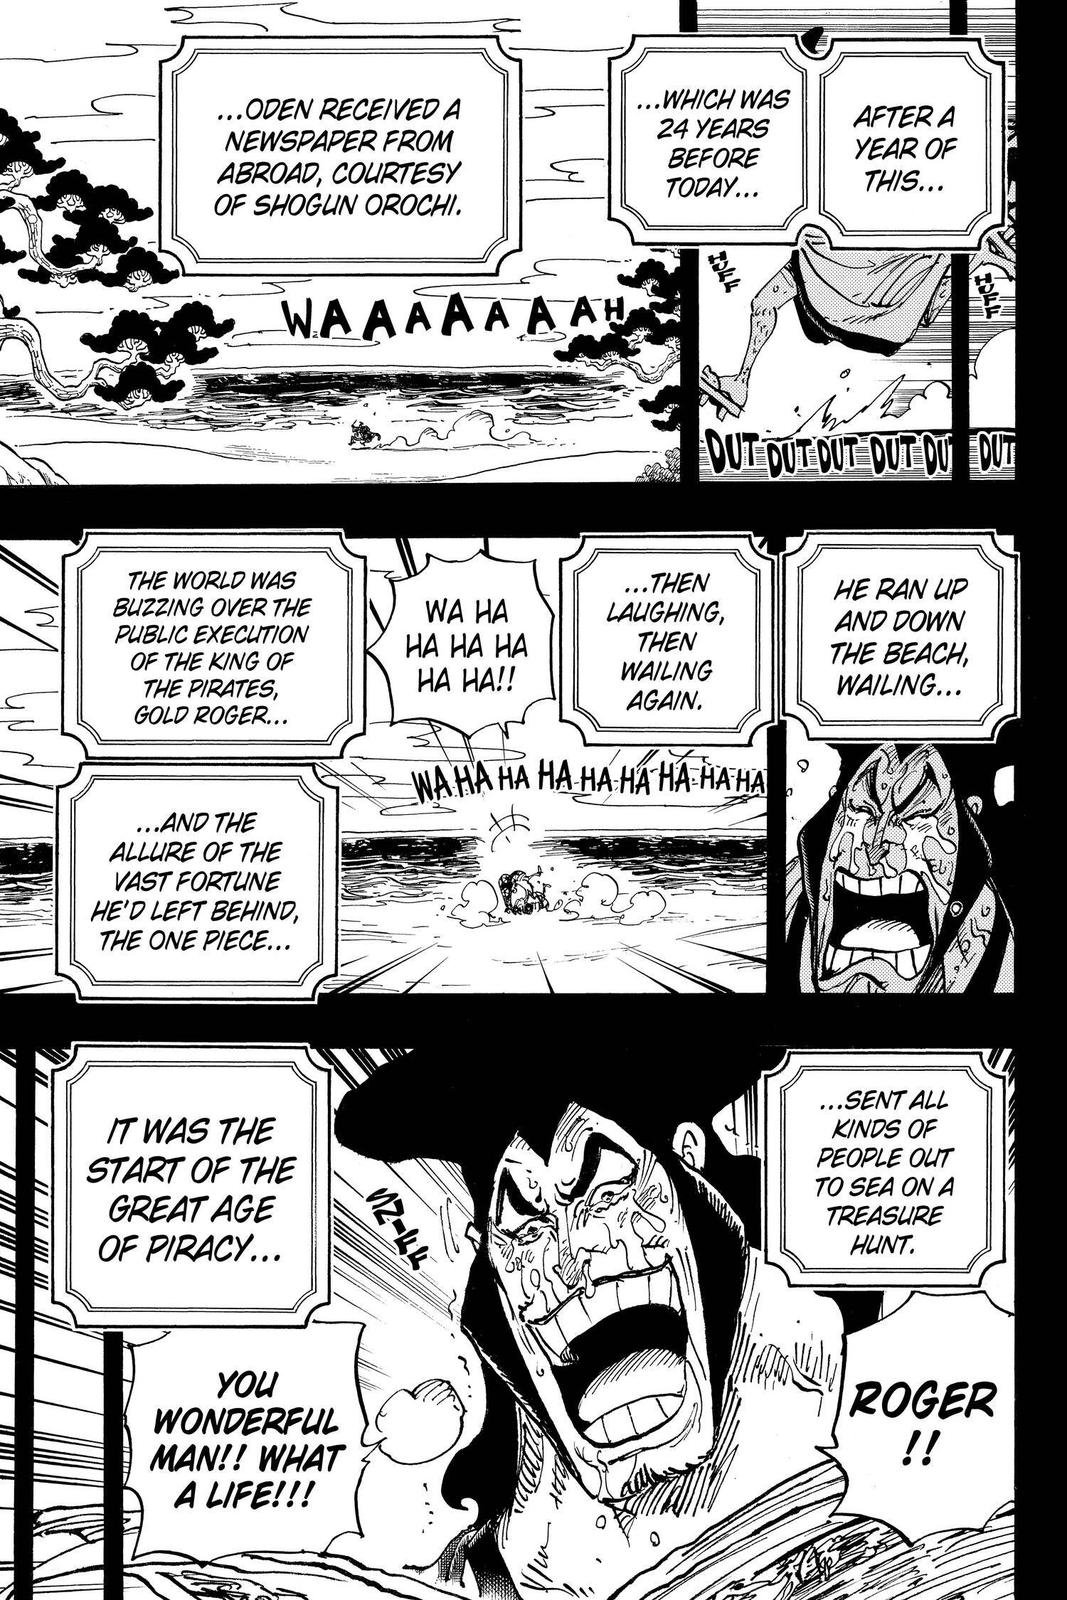 AFTER A
YEAR OF
THIS...
...WHICH WAS
24 YEARS
BEFORE
TODAY...
HUFF
HUFF
DUT DUT DUT DUT DUT DUT
...ODEN RECEIVED A
NEWSPAPER FROM
ABROAD, COURTESY
OF SHOGUN OROCHI.
WAAAAAAAAH
HE RAN UP
AND DOWN
THE BEACH,
WAILING...
...THEN
LAUGHING,
THEN
WAILING
AGAIN.
WA HA
HA HA HA
HA HA!!
WA HA HA HA HA HA HA HA HA
THE WORLD WAS
BUZZING OVER THE
PUBLIC EXECUTION
OF THE KING OF
THE PIRATES,
GOLD ROGER...
...AND THE
ALLURE OF THE
VAST FORTUNE
HE'D LEFT BEHIND,
THE ONE PIECE...
...SENT ALL
KINDS OF
PEOPLE OUT
TO SEA ON A
TREASURE
HUNT.
ROGER
!!
SNIFF
IT WAS THE
START OF THE
GREAT AGE
OF PIRACY...
YOU
WONDERFUL
MAN!! WHAT
A LIFE!!!